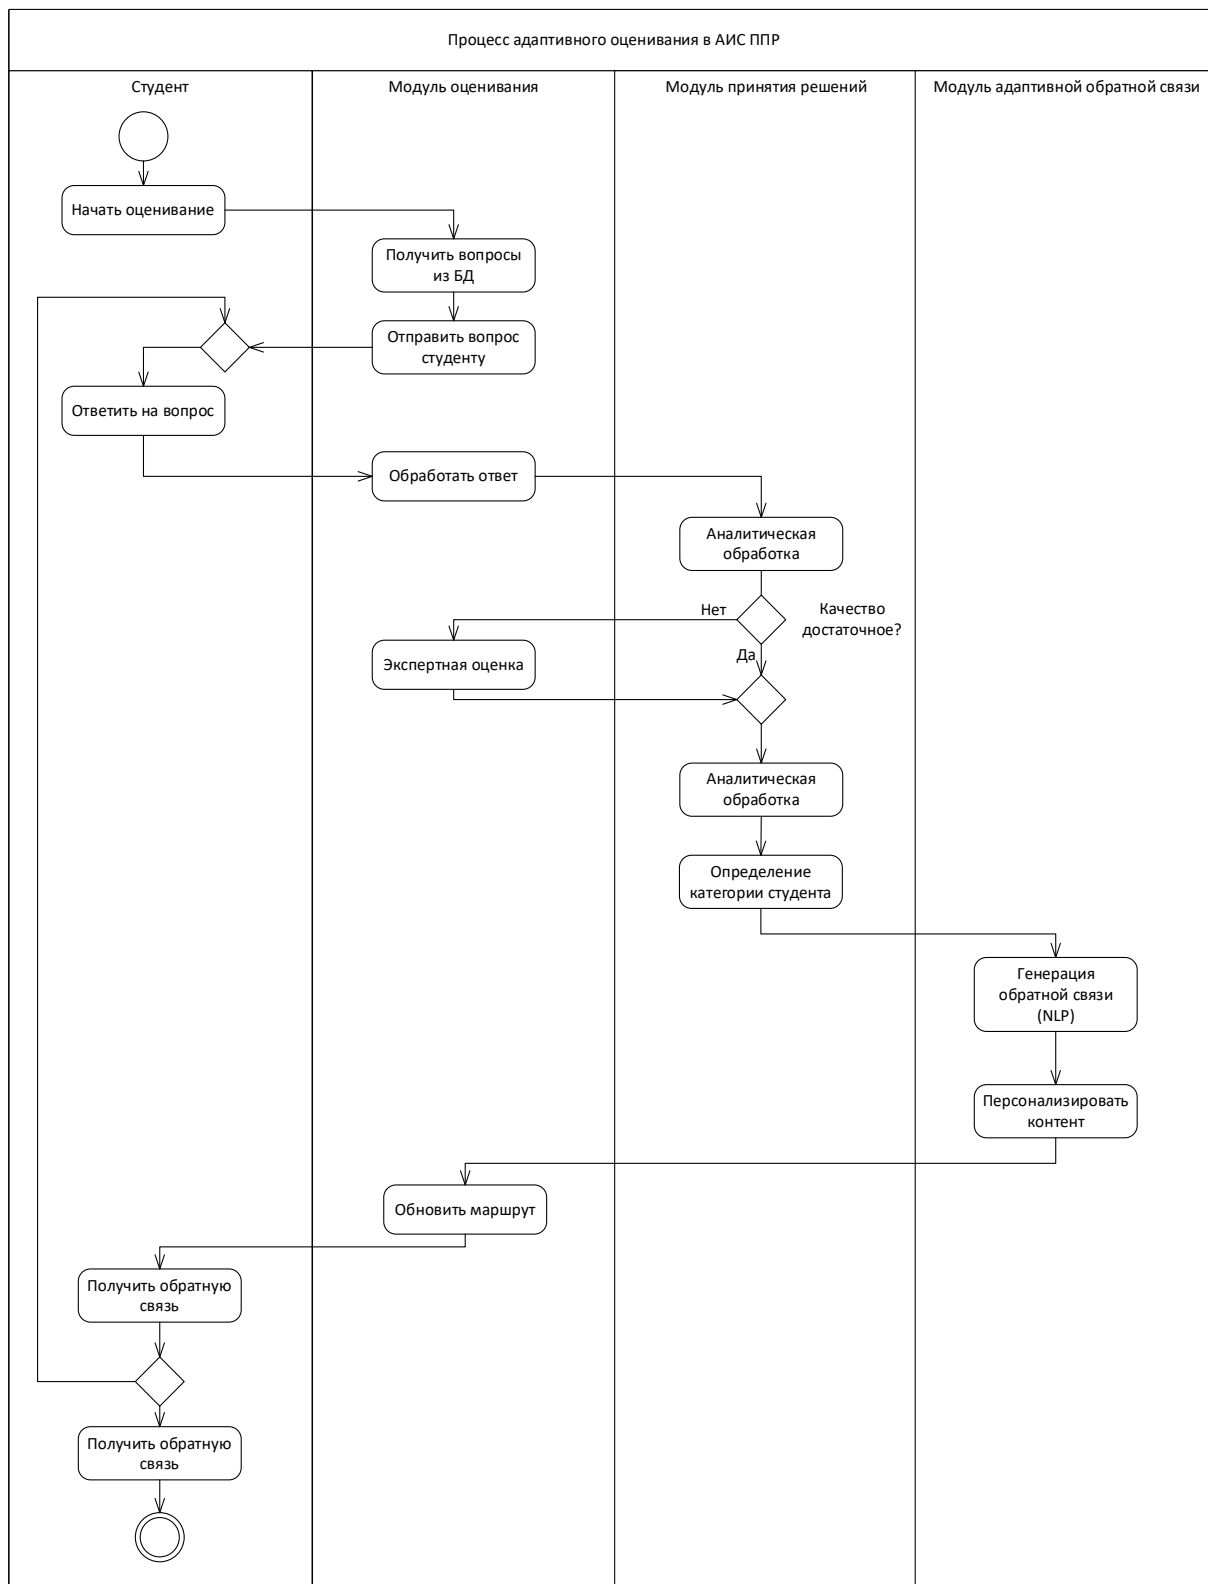 Процесс адаптивного оценивания в АИС ППР
Студент
Модуль оценивания
Модуль принятия решений
Модуль адаптивной обратной связи
Начать оценивание
Получить вопросы
из БД
Отправить вопрос
студенту
Ответить на вопрос
Обработать ответ
Аналитическая
обработка
Нет
Качество
достаточное?
Экспертная оценка
Да
Аналитическая
обработка
Определение
категории студента
Генерация
обратной связи
(NLP)
Персонализировать
контент
Обновить маршрут
Получить обратную
связь
Получить обратную
связь